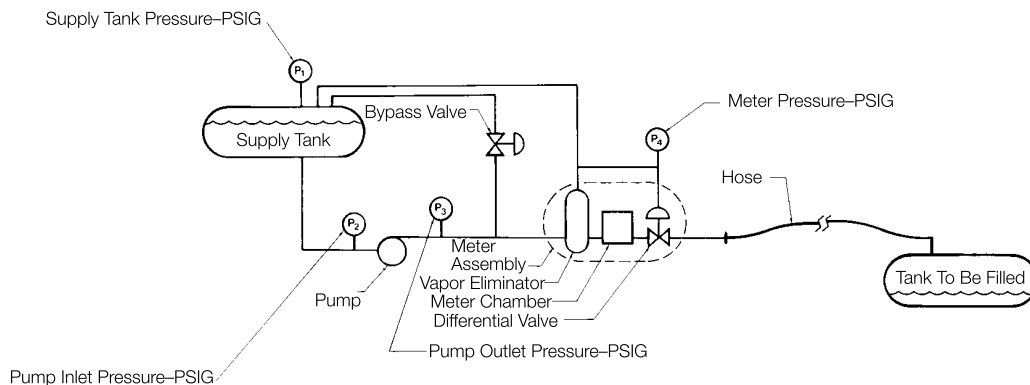 Supply Tank Pressure–PSIG
P1
Supply Tank
Bypass Valve
Meter Pressure–PSIG
P4
Hose
P2
P3
Pump
Meter
Assembly
Vapor Eliminator
Meter Chamber
Differential Valve
Tank To Be Filled
Pump Outlet Pressure–PSIG
Pump Inlet Pressure–PSIG